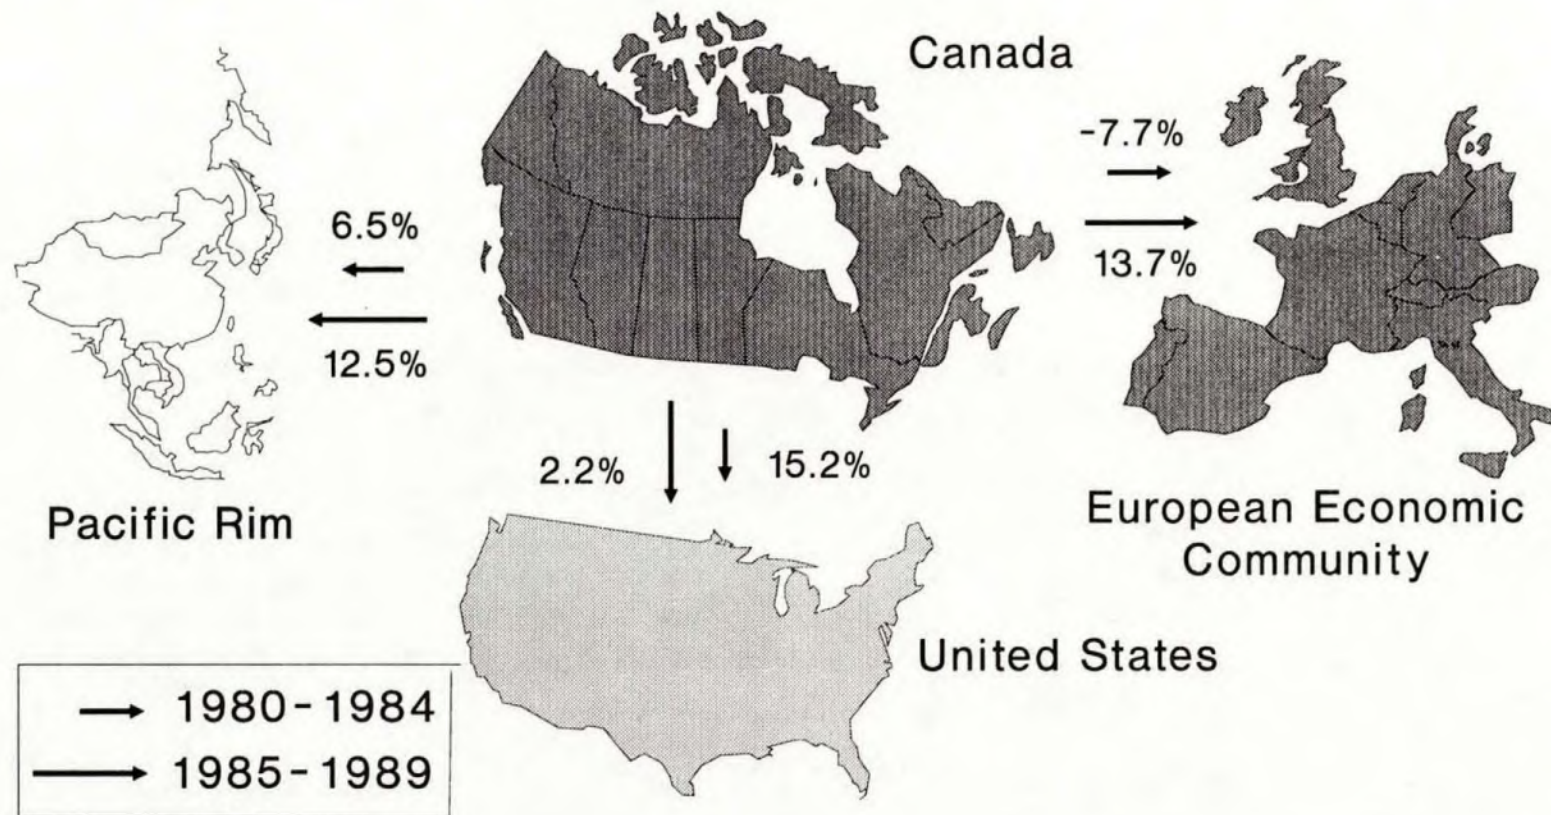 Canada
-7.7%
13.7%
6.5%
12.5%
2.2%
15.2%
Pacific Rim
European Economic
Community
United States
1980-1984
1985-1989